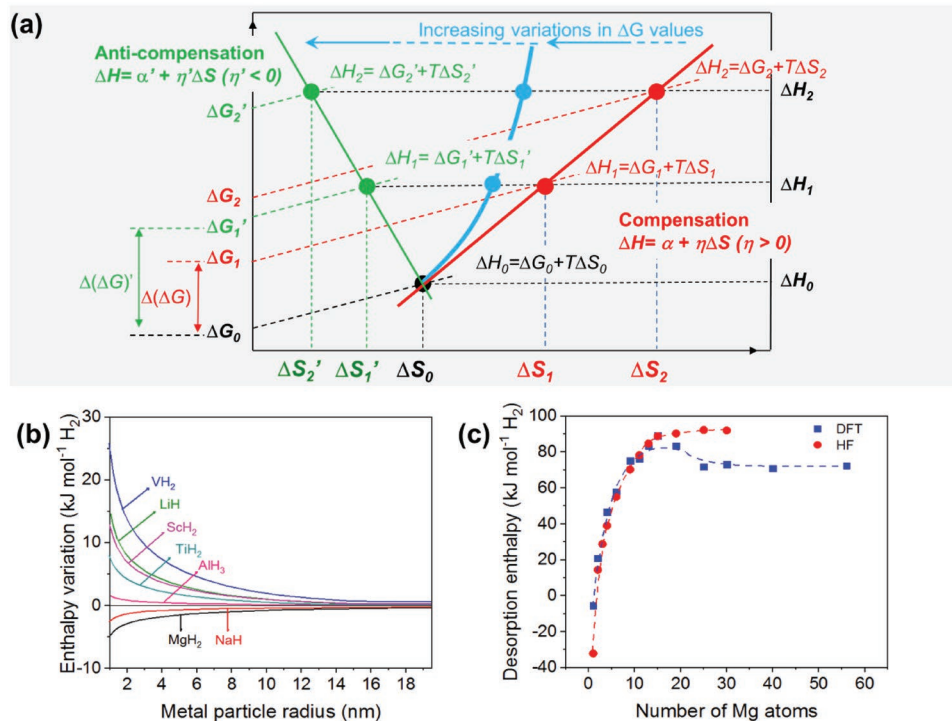 (a)
Increasing variations in ΔG values
Anti-compensation
ΔH= α' + η'ΔS (η' < 0)
ΔH₂= ΔG₂'+TΔS₂'
ΔH₂=ΔG₂+TΔS₂
ΔG₂'
ΔH₂
ΔH₁= ΔG₁'+TΔS₁'
ΔH₁=ΔG₁+TΔS₁
ΔG₂
ΔH₁
ΔG₁'
Compensation
ΔH= α + ηΔS (η > 0)
ΔG₁
ΔH₀=ΔG₀+TΔS₀
Δ(ΔG)'
Δ(ΔG)
ΔH₀
ΔG₀
ΔS₂'
ΔS₁'
ΔS₀
ΔS₁
ΔS₂
(b)
Enthalpy variation (kJ mol⁻¹ H₂)
30
20
10
0
-10
VH₂
LiH
ScH₂
TiH₂
AlH₃
MgH₂
NaH
2 4 6 8 10 12 14 16 18
Metal particle radius (nm)
(c)
Desorption enthalpy (kJ mol⁻¹ H₂)
100
80
60
40
20
0
-20
-40
DFT
HF
0 10 20 30 40 50 60
Number of Mg atoms